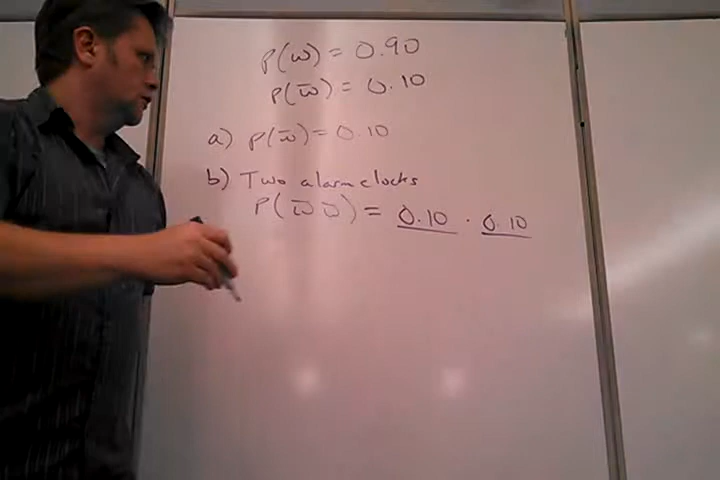 P(w) = 0.90
P(w̅) = 0.10
a) P(w̅) = 0.10
b) Two alarm clocks
P(w̅ w̅) = 0.10 · 0.10